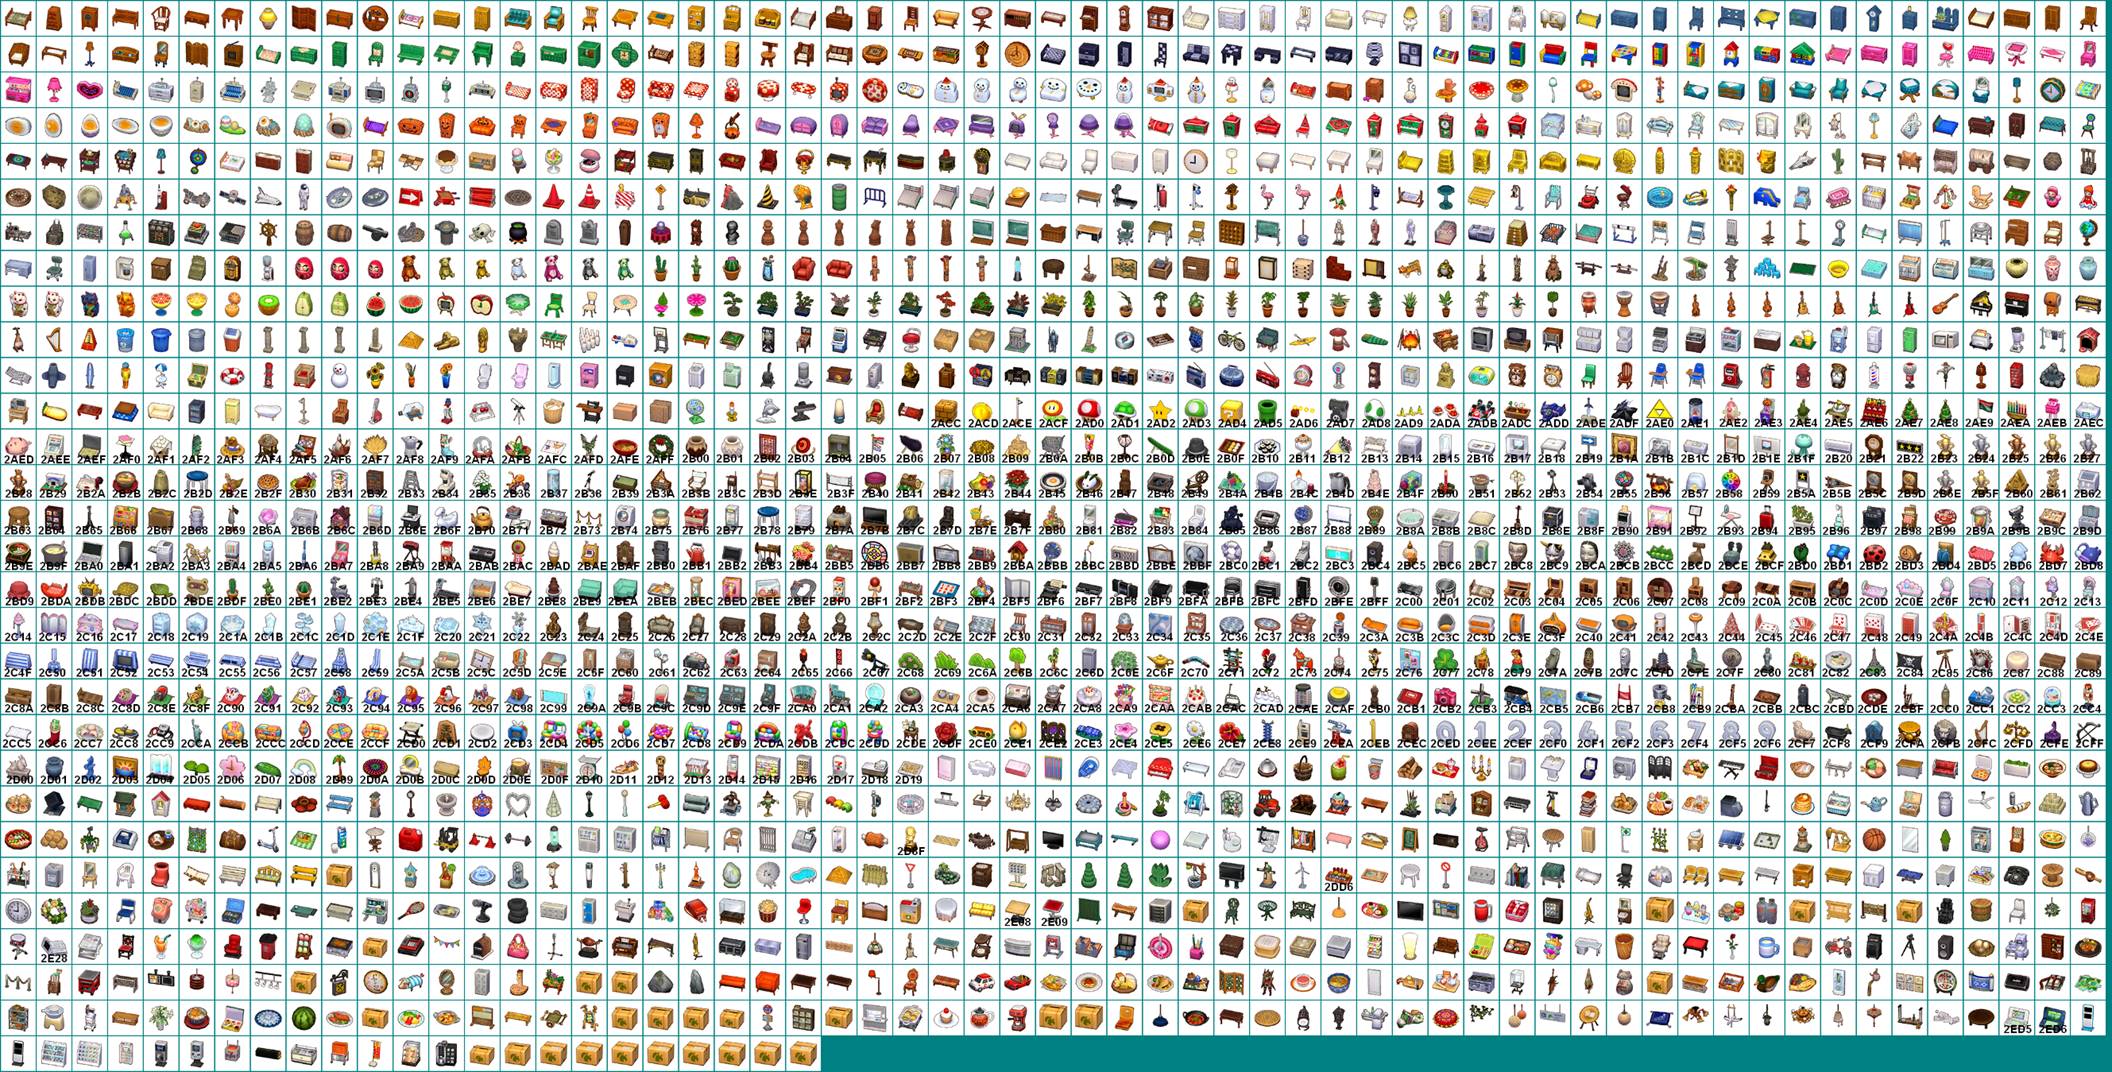 2ACC 2ACD 2ACE 2ACF 2AD0 2AD1 2AD2 2AD3 2AD4 2AD5 2AD6 2AD7 2AD8 2AD9 2ADA 2ADB 2ADC 2ADD 2ADE 2ADF 2AE0 2AE1 2AE2 2AE3 2AE4 2AE5 2AE6 2AE7 2AE8 2AE9 2AEA 2AEB 2AEC
2AED 2AEE 2AEF 2AF0 2AF1 2AF2 2AF3 2AF4 2AF5 2AF6 2AF7 2AF8 2AF9 2AFA 2AFB 2AFC 2AFD 2AFE 2AFF 2B00 2B01 2B02 2B03 2B04 2B05 2B06 2B07 2B08 2B09 2B0A 2B0B 2B0C 2B0D 2B0E 2B0F 2B10 2B11 2B12 2B13 2B14 2B15 2B16 2B17 2B18 2B19 2B1A 2B1B 2B1C 2B1D 2B1E 2B1F 2B20 2B21 2B22 2B23 2B24 2B25 2B26 2B27
2B28 2B29 2B2A 2B2B 2B2C 2B2D 2B2E 2B2F 2B30 2B31 2B32 2B33 2B34 2B35 2B36 2B37 2B38 2B39 2B3A 2B3B 2B3C 2B3D 2B3E 2B3F 2B40 2B41 2B42 2B43 2B44 2B45 2B46 2B47 2B48 2B49 2B4A 2B4B 2B4C 2B4D 2B4E 2B4F 2B50 2B51 2B52 2B53 2B54 2B55 2B56 2B57 2B58 2B59 2B5A 2B5B 2B5C 2B5D 2B5E 2B5F 2B60 2B61 2B62
2B63 2B64 2B65 2B66 2B67 2B68 2B69 2B6A 2B6B 2B6C 2B6D 2B6E 2B6F 2B70 2B71 2B72 2B73 2B74 2B75 2B76 2B77 2B78 2B79 2B7A 2B7B 2B7C 2B7D 2B7E 2B7F 2B80 2B81 2B82 2B83 2B84 2B85 2B86 2B87 2B88 2B89 2B8A 2B8B 2B8C 2B8D 2B8E 2B8F 2B90 2B91 2B92 2B93 2B94 2B95 2B96 2B97 2B98 2B99 2B9A 2B9B 2B9C 2B9D
2B9E 2B9F 2BA0 2BA1 2BA2 2BA3 2BA4 2BA5 2BA6 2BA7 2BA8 2BA9 2BAA 2BAB 2BAC 2BAD 2BAE 2BAF 2BB0 2BB1 2BB2 2BB3 2BB4 2BB5 2BB6 2BB7 2BB8 2BB9 2BBA 2BBB 2BBC 2BBD 2BBE 2BBF 2BC0 2BC1 2BC2 2BC3 2BC4 2BC5 2BC6 2BC7 2BC8 2BC9 2BCA 2BCB 2BCC 2BCD 2BCE 2BCF 2BD0 2BD1 2BD2 2BD3 2BD4 2BD5 2BD6 2BD7 2BD8
2BD9 2BDA 2BDB 2BDC 2BDD 2BDE 2BDF 2BE0 2BE1 2BE2 2BE3 2BE4 2BE5 2BE6 2BE7 2BE8 2BE9 2BEA 2BEB 2BEC 2BED 2BEE 2BEF 2BF0 2BF1 2BF2 2BF3 2BF4 2BF5 2BF6 2BF7 2BF8 2BF9 2BFA 2BFB 2BFC 2BFD 2BFE 2BFF 2C00 2C01 2C02 2C03 2C04 2C05 2C06 2C07 2C08 2C09 2C0A 2C0B 2C0C 2C0D 2C0E 2C0F 2C10 2C11 2C12 2C13
2C14 2C15 2C16 2C17 2C18 2C19 2C1A 2C1B 2C1C 2C1D 2C1E 2C1F 2C20 2C21 2C22 2C23 2C24 2C25 2C26 2C27 2C28 2C29 2C2A 2C2B 2C2C 2C2D 2C2E 2C2F 2C30 2C31 2C32 2C33 2C34 2C35 2C36 2C37 2C38 2C39 2C3A 2C3B 2C3C 2C3D 2C3E 2C3F 2C40 2C41 2C42 2C43 2C44 2C45 2C46 2C47 2C48 2C49 2C4A 2C4B 2C4C 2C4D 2C4E
2C4F 2C50 2C51 2C52 2C53 2C54 2C55 2C56 2C57 2C58 2C59 2C5A 2C5B 2C5C 2C5D 2C5E 2C5F 2C60 2C61 2C62 2C63 2C64 2C65 2C66 2C67 2C68 2C69 2C6A 2C6B 2C6C 2C6D 2C6E 2C6F 2C70 2C71 2C72 2C73 2C74 2C75 2C76 2C77 2C78 2C79 2C7A 2C7B 2C7C 2C7D 2C7E 2C7F 2C80 2C81 2C82 2C83 2C84 2C85 2C86 2C87 2C88 2C89
2C8A 2C8B 2C8C 2C8D 2C8E 2C8F 2C90 2C91 2C92 2C93 2C94 2C95 2C96 2C97 2C98 2C99 2C9A 2C9B 2C9C 2C9D 2C9E 2C9F 2CA0 2CA1 2CA2 2CA3 2CA4 2CA5 2CA6 2CA7 2CA8 2CA9 2CAA 2CAB 2CAC 2CAD 2CAE 2CAF 2CB0 2CB1 2CB2 2CB3 2CB4 2CB5 2CB6 2CB7 2CB8 2CB9 2CBA 2CBB 2CBC 2CBD 2CBE 2CBF 2CC0 2CC1 2CC2 2CC3 2CC4
2CC5 2CC6 2CC7 2CC8 2CC9 2CCA 2CCB 2CCC 2CCD 2CCE 2CCF 2CD0 2CD1 2CD2 2CD3 2CD4 2CD5 2CD6 2CD7 2CD8 2CD9 2CDA 2CDB 2CDC 2CDD 2CDE 2CDF 2CE0 2CE1 2CE2 2CE3 2CE4 2CE5 2CE6 2CE7 2CE8 2CE9 2CEA 2CEB 2CEC 2CED 2CEE 2CEF 2CF0 2CF1 2CF2 2CF3 2CF4 2CF5 2CF6 2CF7 2CF8 2CF9 2CFA 2CFB 2CFC 2CFD 2CFE 2CFF
2D00 2D01 2D02 2D03 2D04 2D05 2D06 2D07 2D08 2D09 2D0A 2D0B 2D0C 2D0D 2D0E 2D0F 2D10 2D11 2D12 2D13 2D14 2D15 2D16 2D17 2D18 2D19
2D8F
2DD6
2E08 2E09
2E28
2ED5 2ED6